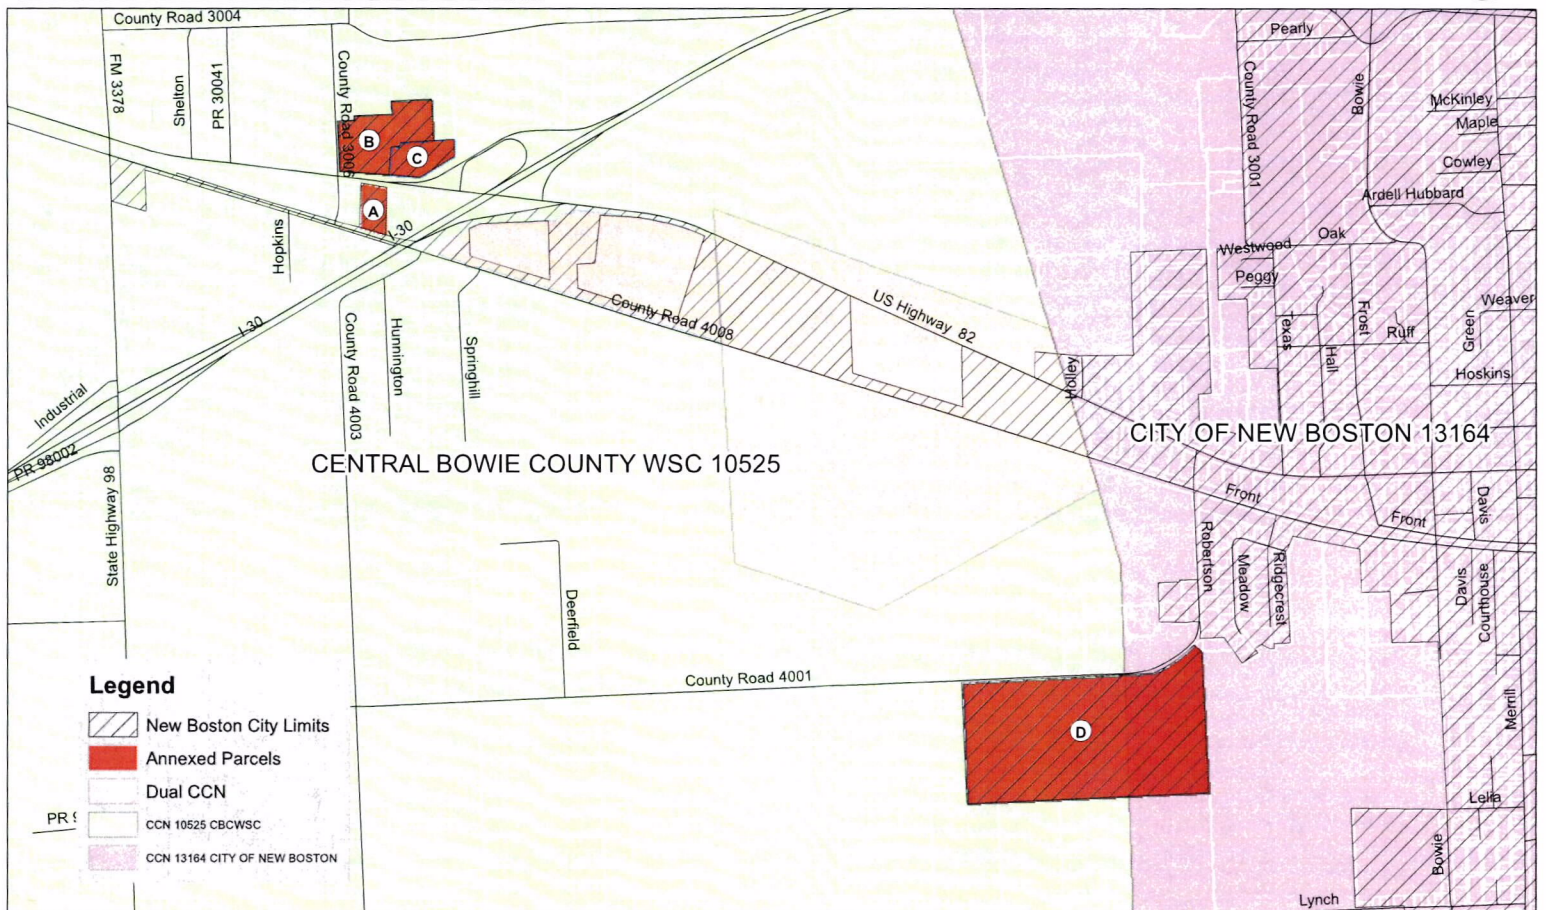 County Road 3004
Pearly
FM 3378
Shelton
PR 30041
County Road 3005
County Road 3001
Bowie
McKinley
Maple
Cowley
Ardell Hubbard
B
C
A
I-30
Hopkins
Oak
Westwood
Peggy
Weaver
US Highway 82
County Road 4008
Texas
Hall
Frost
Ruff
Green
I-30
County Road 4003
Hunnington
Springhill
Holley
Hoskins
Industrial
PR 98002
CITY OF NEW BOSTON 13164
CENTRAL BOWIE COUNTY WSC 10525
State Highway 98
Front
Front
Davis
Robertson
Meadow
Ridgecrest
Davis
Courthouse
Deerfield
County Road 4001
Merrill
D
Legend
New Boston City Limits
Annexed Parcels
Dual CCN
CCN 10525 CBCWSC
CCN 13164 CITY OF NEW BOSTON
PR 9
Lelia
Bowie
Lynch